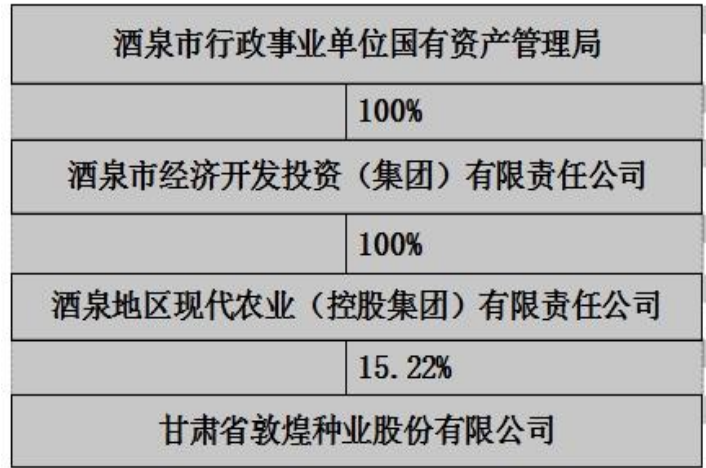 酒泉市行政事业单位国有资产管理局
100%
酒泉市经济开发投资（集团）有限责任公司
100%
酒泉地区现代农业（控股集团）有限责任公司
15.22%
甘肃省敦煌种业股份有限公司